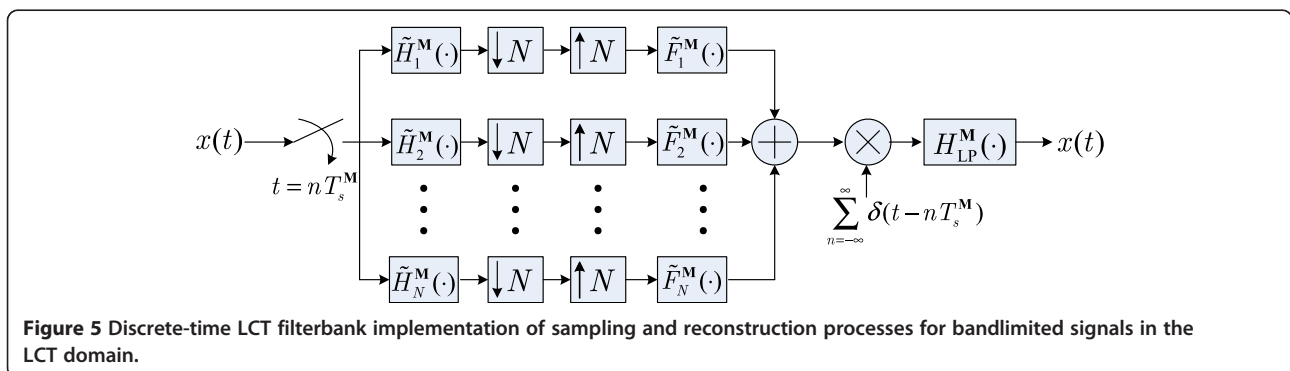 H̃₁ᴹ(·) ↓N ↑N F̃₁ᴹ(·)
x(t) H̃₂ᴹ(·) ↓N ↑N F̃₂ᴹ(·) + × H_LPᴹ(·) x(t)
t = nT_sᴹ
∑_{n=-∞}^{∞} δ(t − nT_sᴹ)
H̃_Nᴹ(·) ↓N ↑N F̃_Nᴹ(·)
Figure 5 Discrete-time LCT filterbank implementation of sampling and reconstruction processes for bandlimited signals in the
LCT domain.